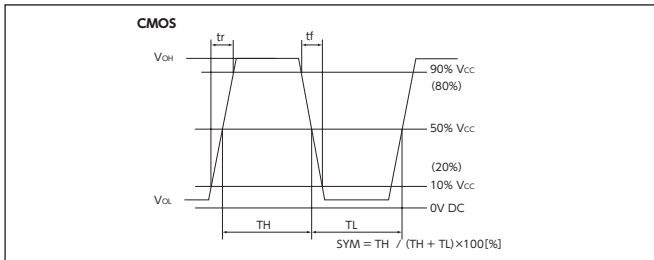 CMOS
tr
tf
VOH
90% VCC
(80%)
50% VCC
(20%)
10% VCC
VOL
0V DC
TH
TL
SYM = TH / (TH + TL)×100[%]